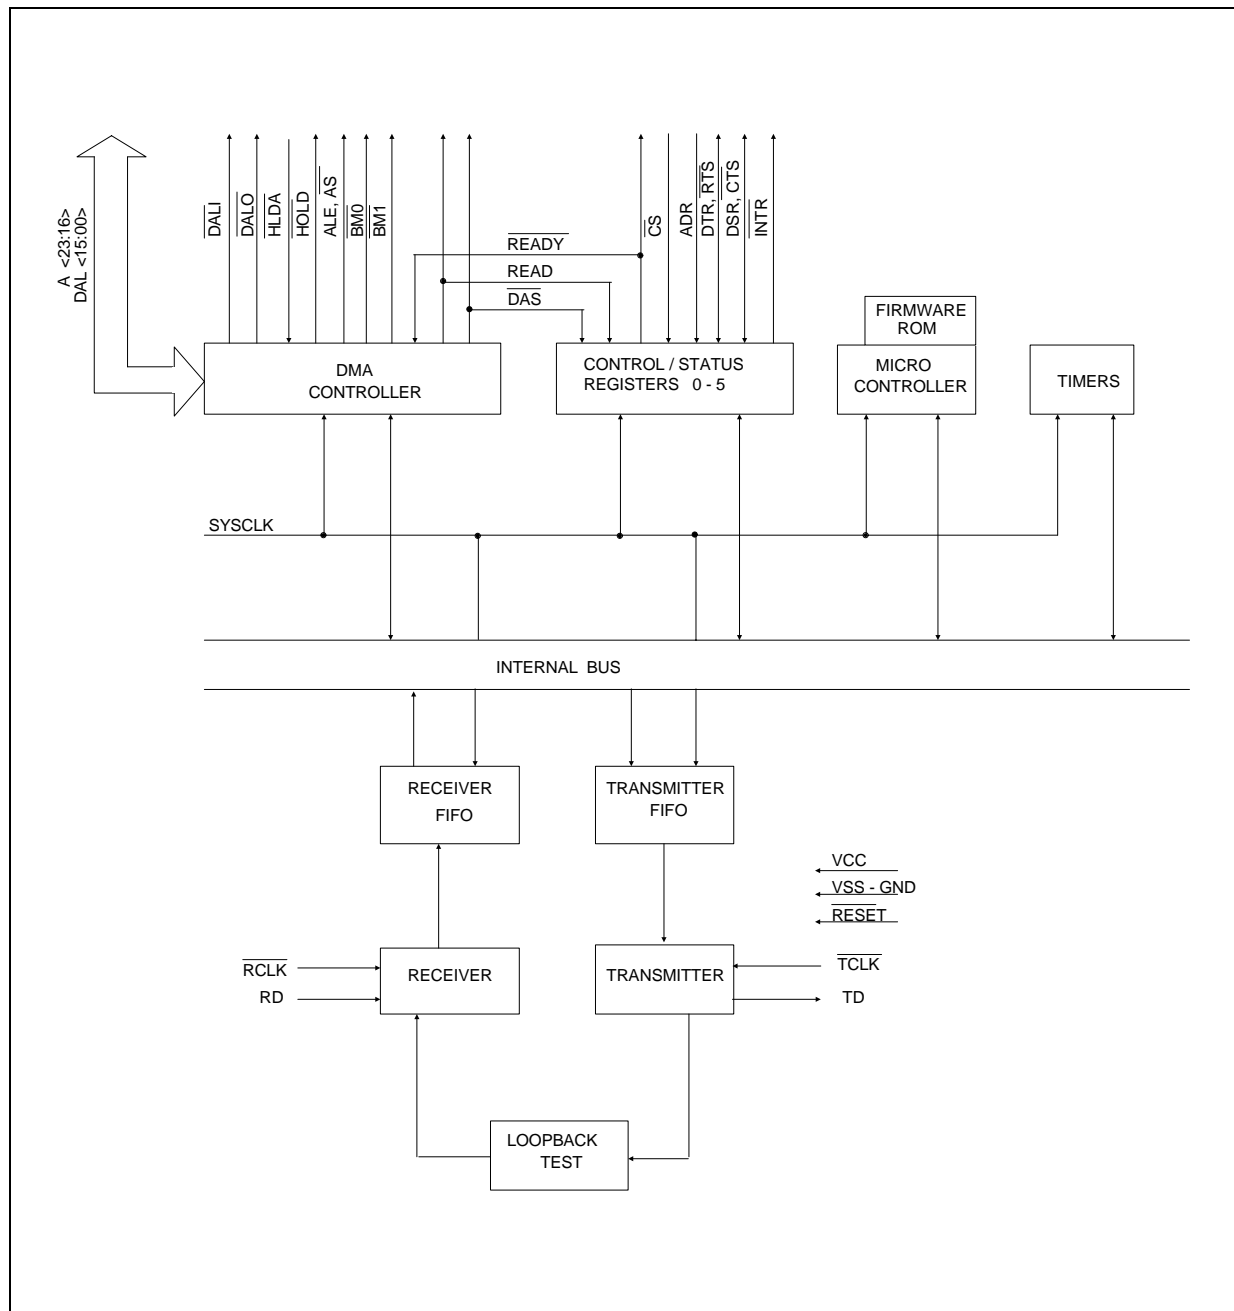 A <23:16>
DAL <15:00>
DALI
DALO
HLDA
HOLD
ALE, AS
BM0
BM1
READY
READ
DAS
CS
ADR
DTR, RTS
DSR, CTS
INTR
DMA
CONTROLLER
CONTROL / STATUS
REGISTERS 0 - 5
FIRMWARE
ROM
MICRO
CONTROLLER
TIMERS
SYSCLK
INTERNAL BUS
RECEIVER
FIFO
TRANSMITTER
FIFO
VCC
VSS - GND
RESET
RCLK
RD
RECEIVER
TRANSMITTER
TCLK
TD
LOOPBACK
TEST